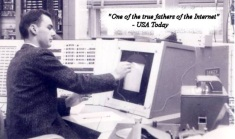 "One of the true fathers of the Internet"
- USA Today